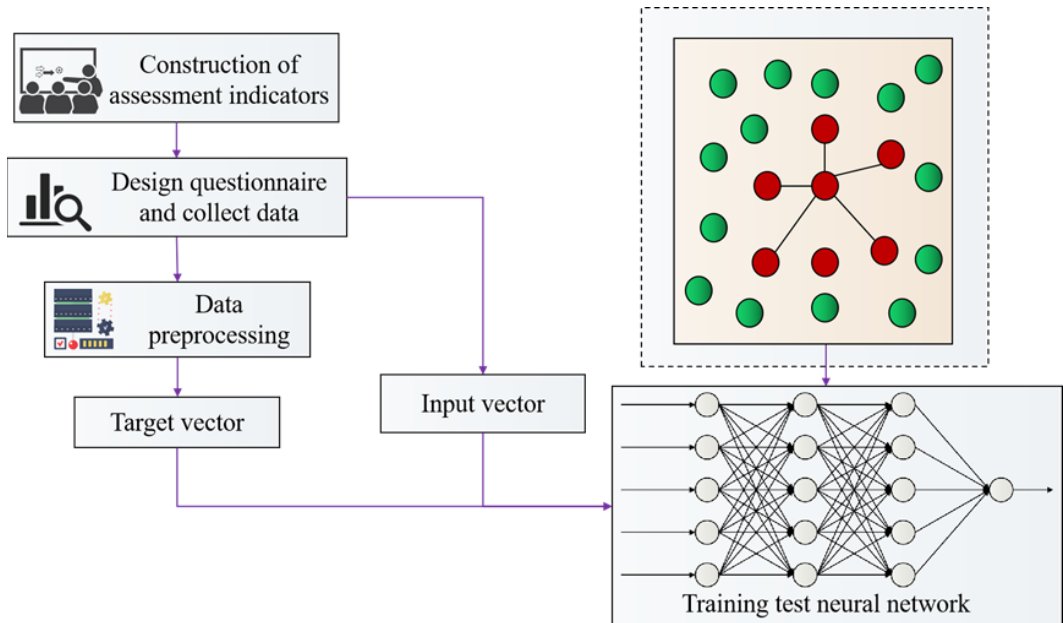 Construction of
assessment indicators
Design questionnaire
and collect data
Data
preprocessing
Target vector
Input vector
Training test neural network